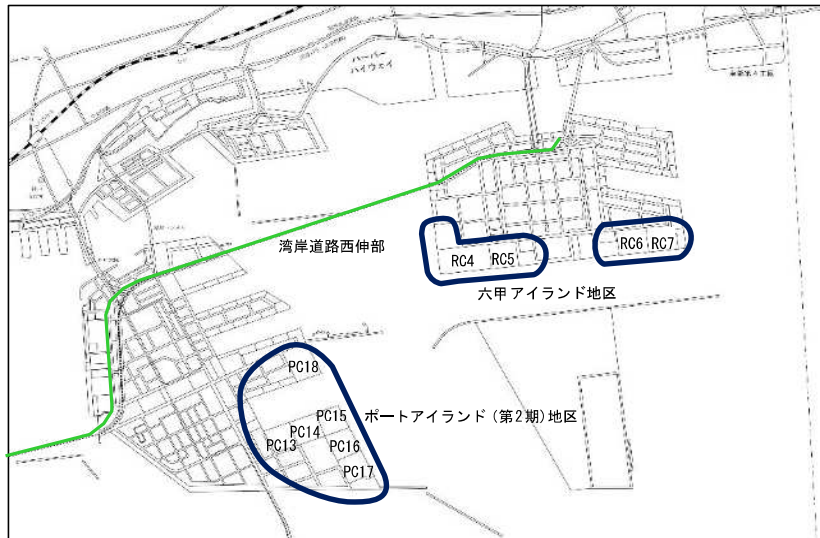 ハーバー
ハイウェイ
湾岸道路西伸部
RC4
RC5
RC6
RC7
六甲アイランド地区
PC18
PC15
ポートアイランド(第2期)地区
PC14
PC13
PC16
PC17